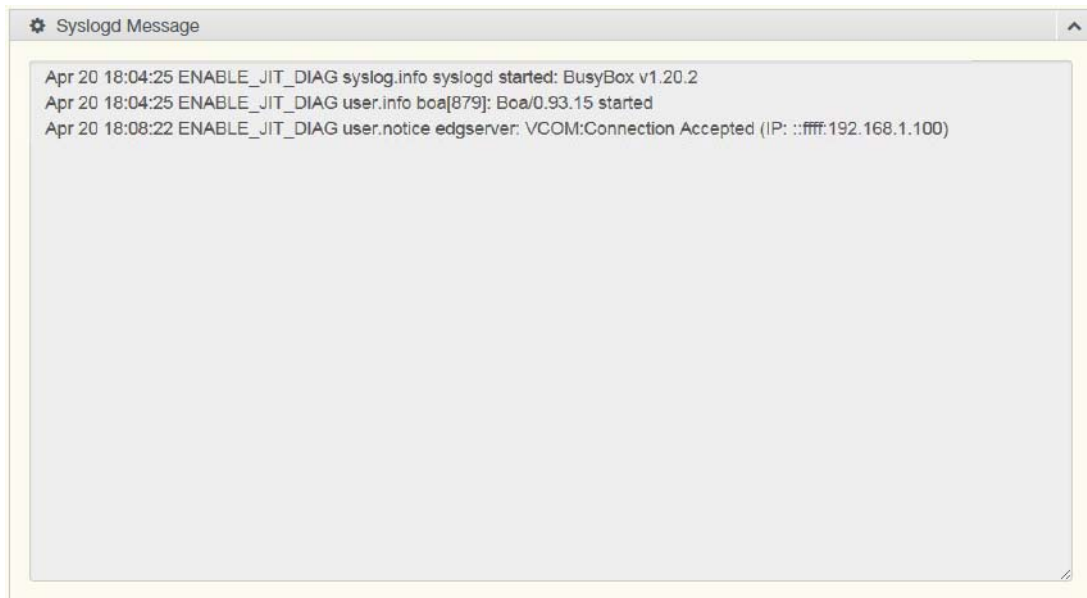 Syslogd Message
Apr 20 18:04:25 ENABLE_JIT_DIAG syslog.info syslogd started: BusyBox v1.20.2
Apr 20 18:04:25 ENABLE_JIT_DIAG user.info boa[879]: Boa/0.93.15 started
Apr 20 18:08:22 ENABLE_JIT_DIAG user.notice edgserver: VCOM:Connection Accepted (IP: ::ffff:192.168.1.100)